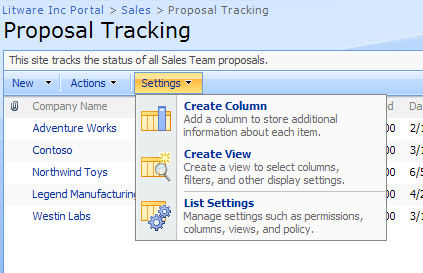 Litware Inc Portal > Sales > Proposal Tracking
Proposal Tracking
This site tracks the status of all Sales Team proposals.
New Actions Settings
Company Name d Da
Adventure Works 00 2/1
Contoso 00 3/1
Northwind Toys 00 6/5
Legend Manufacturing 00 4/1
Westin Labs 00 3/1
Create Column
Add a column to store additional
information about each item.
Create View
Create a view to select columns,
filters, and other display settings.
List Settings
Manage settings such as permissions,
columns, views, and policy.